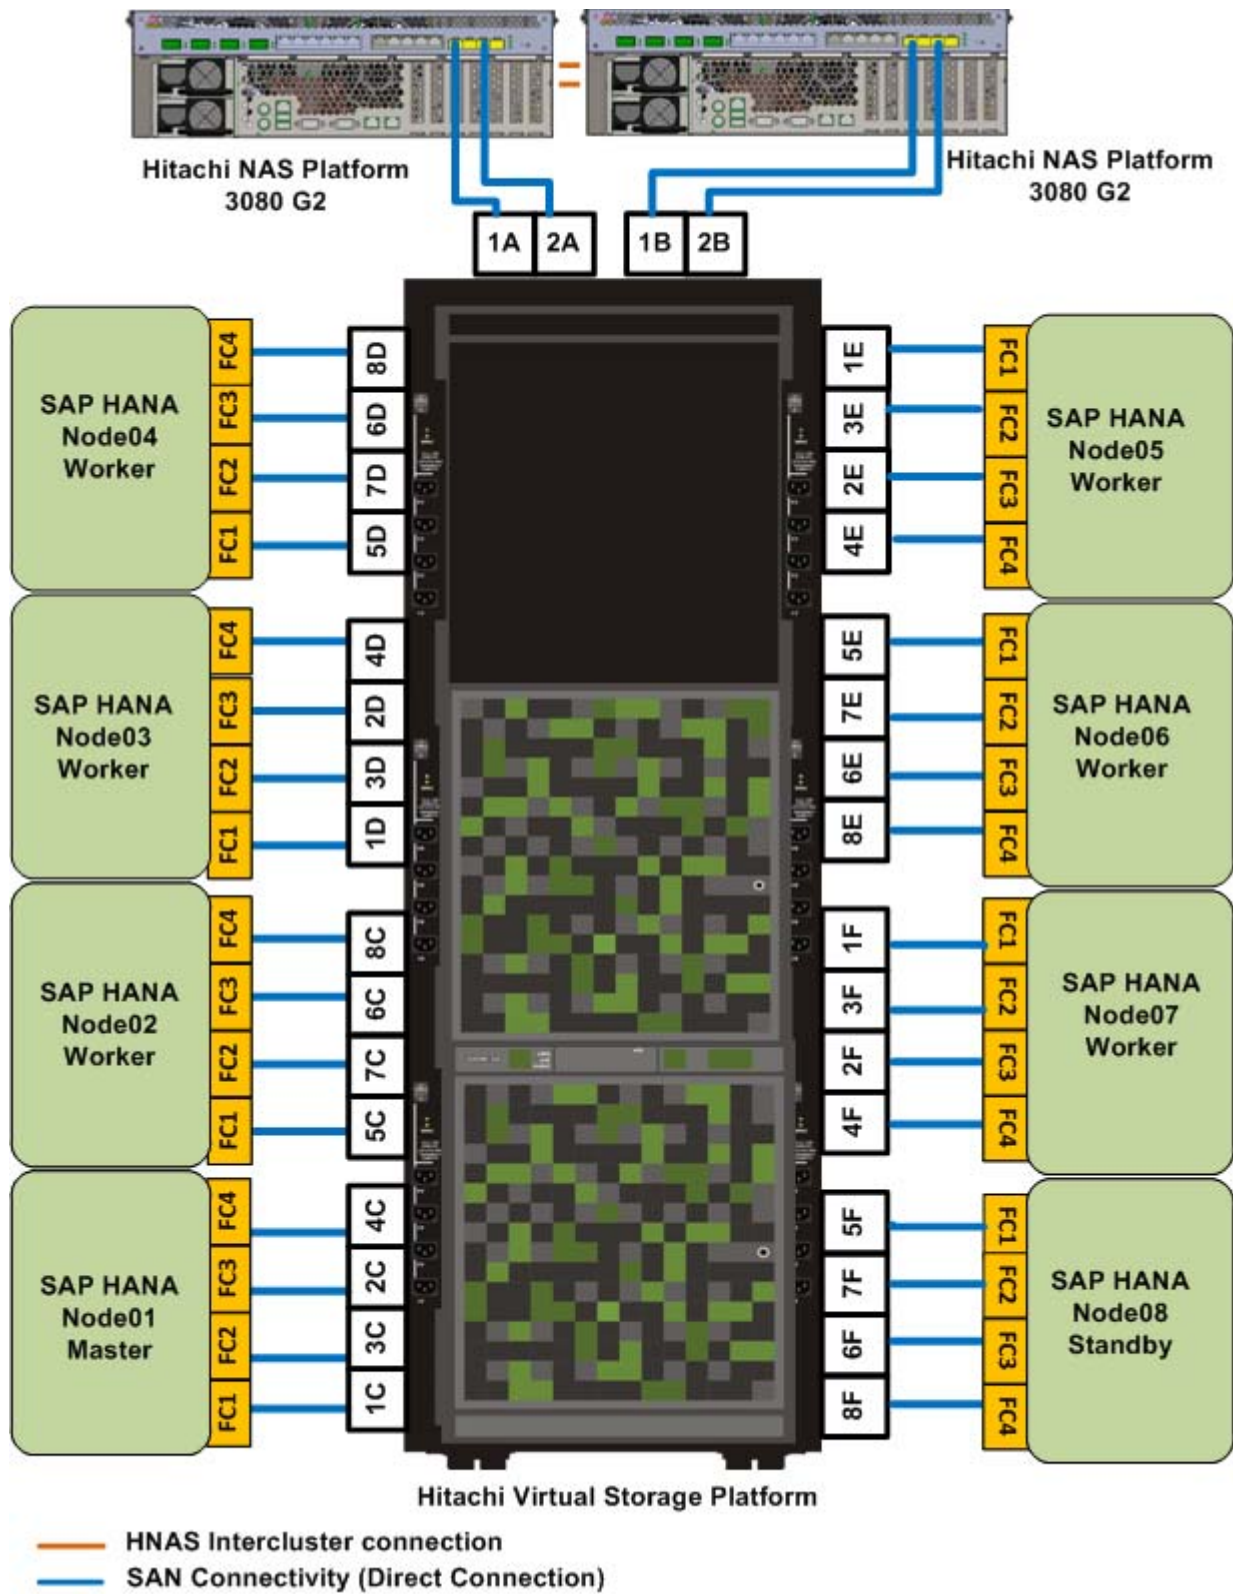 Hitachi NAS Platform
3080 G2
Hitachi NAS Platform
3080 G2
1A
2A
1B
2B
SAP HANA
Node04
Worker
FC4
FC3
FC2
FC1
8D
6D
7D
5D
1E
3E
2E
4E
FC1
FC2
FC3
FC4
SAP HANA
Node05
Worker
SAP HANA
Node03
Worker
FC4
FC3
FC2
FC1
4D
2D
3D
1D
5E
7E
6E
8E
FC1
FC2
FC3
FC4
SAP HANA
Node06
Worker
SAP HANA
Node02
Worker
FC4
FC3
FC2
FC1
8C
6C
7C
5C
1F
3F
2F
4F
FC1
FC2
FC3
FC4
SAP HANA
Node07
Worker
SAP HANA
Node01
Master
FC4
FC3
FC2
FC1
4C
2C
3C
1C
5F
7F
6F
8F
FC1
FC2
FC3
FC4
SAP HANA
Node08
Standby
Hitachi Virtual Storage Platform
HNAS Intercluster connection
SAN Connectivity (Direct Connection)